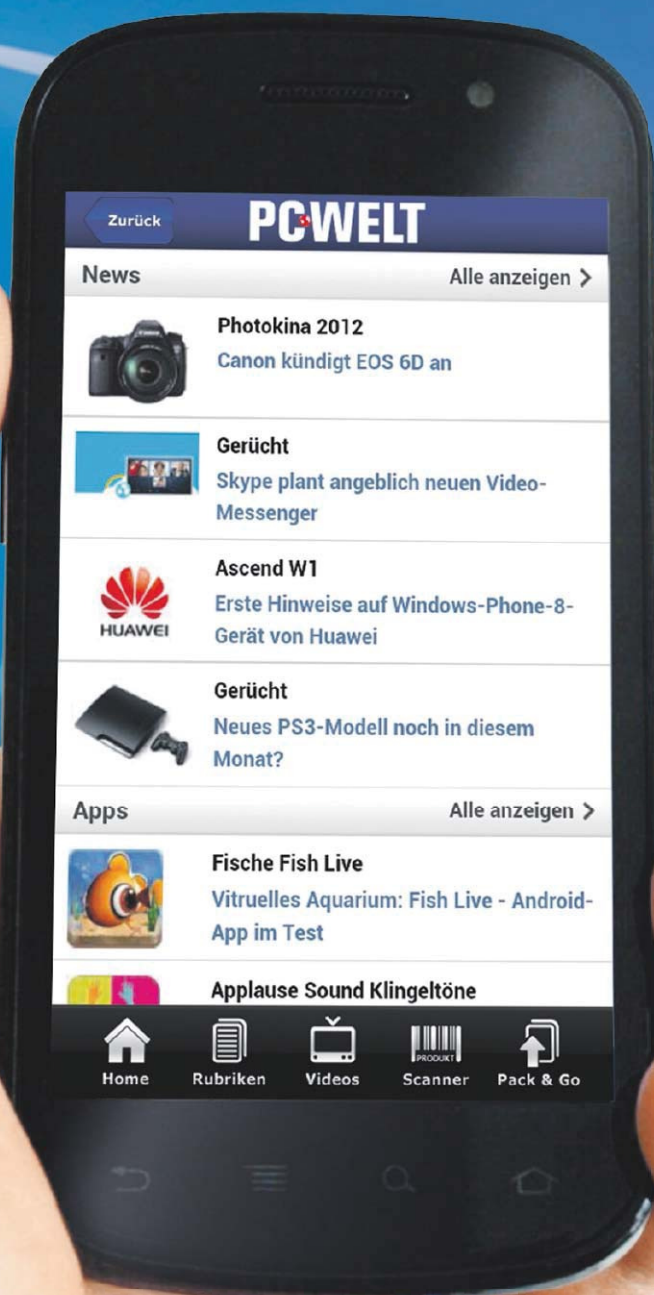 Zurück PCWELT
News Alle anzeigen
Photokina 2012
Canon kündigt EOS 6D an
Gerücht
Skype plant angeblich neuen Video-
Messenger
HUAWEI
Ascend W1
Erste Hinweise auf Windows-Phone-8-
Gerät von Huawei
Gerücht
Neues PS3-Modell noch in diesem
Monat?
Apps Alle anzeigen
Fische Fish Live
Vitruelles Aquarium: Fish Live - Android-
App im Test
Applause Sound Klingeltöne
PRODUKT
Home Rubriken Videos Scanner Pack & Go